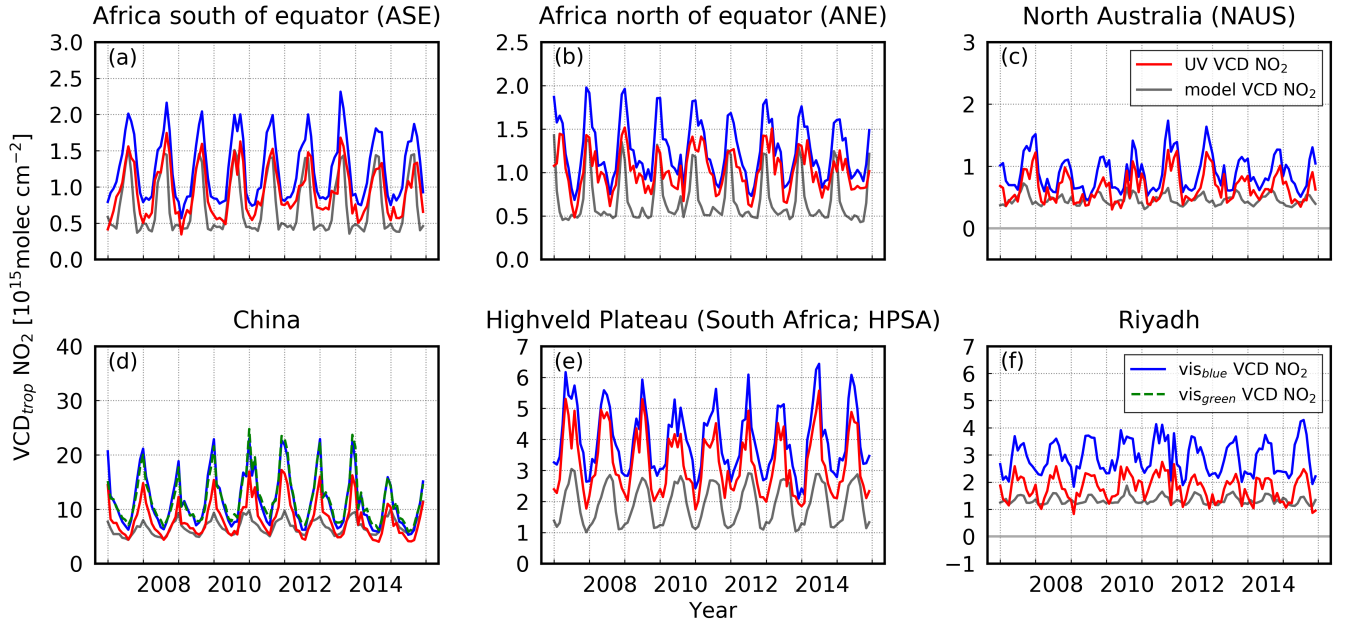 Africa south of equator (ASE)
Africa north of equator (ANE)
North Australia (NAUS)
(a)
3.0
2.5
2.0
1.5
1.0
0.5
0.0
(b)
2.5
2.0
1.5
1.0
0.5
0.0
(c)
3
2
1
0
UV VCD NO₂
model VCD NO₂
VCD_trop NO₂ [10¹⁵molec cm⁻²]
China
Highveld Plateau (South Africa; HPSA)
Riyadh
(d)
40
30
20
10
0
2008 2010 2012 2014
(e)
7
6
5
4
3
2
1
0
2008 2010 2012 2014
(f)
7
6
5
4
3
2
1
0
−1
vis_blue VCD NO₂
vis_green VCD NO₂
2008 2010 2012 2014
Year